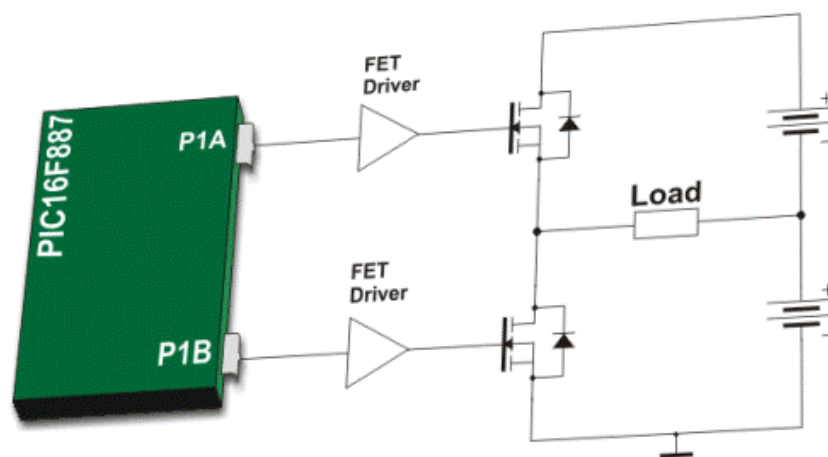 PIC16F887
P1A
P1B
FET
Driver
FET
Driver
Load
+
-
+
-